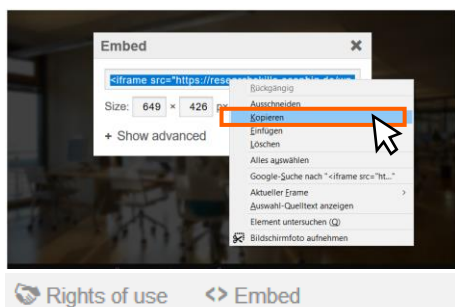 Embed
<iframe src="https://rese
Size: 649 × 426 px
+ Show advanced
Rückgängig
Ausschneiden
Kopieren
Einfügen
Löschen
Alles auswählen
Google-Suche nach "<iframe src="ht..."
Aktueller Frame
Auswahl-Quelltext anzeigen
Element untersuchen (Q)
Bildschirmfoto aufnehmen
Rights of use <> Embed